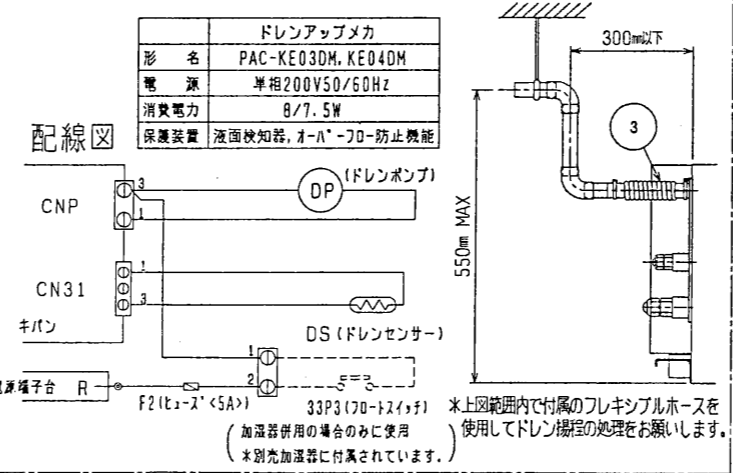 ドレンアップメカ
形 名 PAC-KE03DM, KE04DM
電 源 単相200V50/60Hz
消費電力 8/7.5W
保護装置 液面検知器, オーバーフロー防止機能
配線図
CNP
3
1
DP
(ドレンポンプ)
CN31
1
3
キバン
DS (ドレンセンサー)
1
2
源端子台 R
F2(ヒューズ<5A>)
33P3(フロートスイッチ)
(加湿器併用の場合のみに使用
*別売加湿器に付属されています。)
300mm以下
3
550mm MAX
*上図範囲内で付属のフレキシブルホースを
使用してドレン揚程の処理をお願いします。